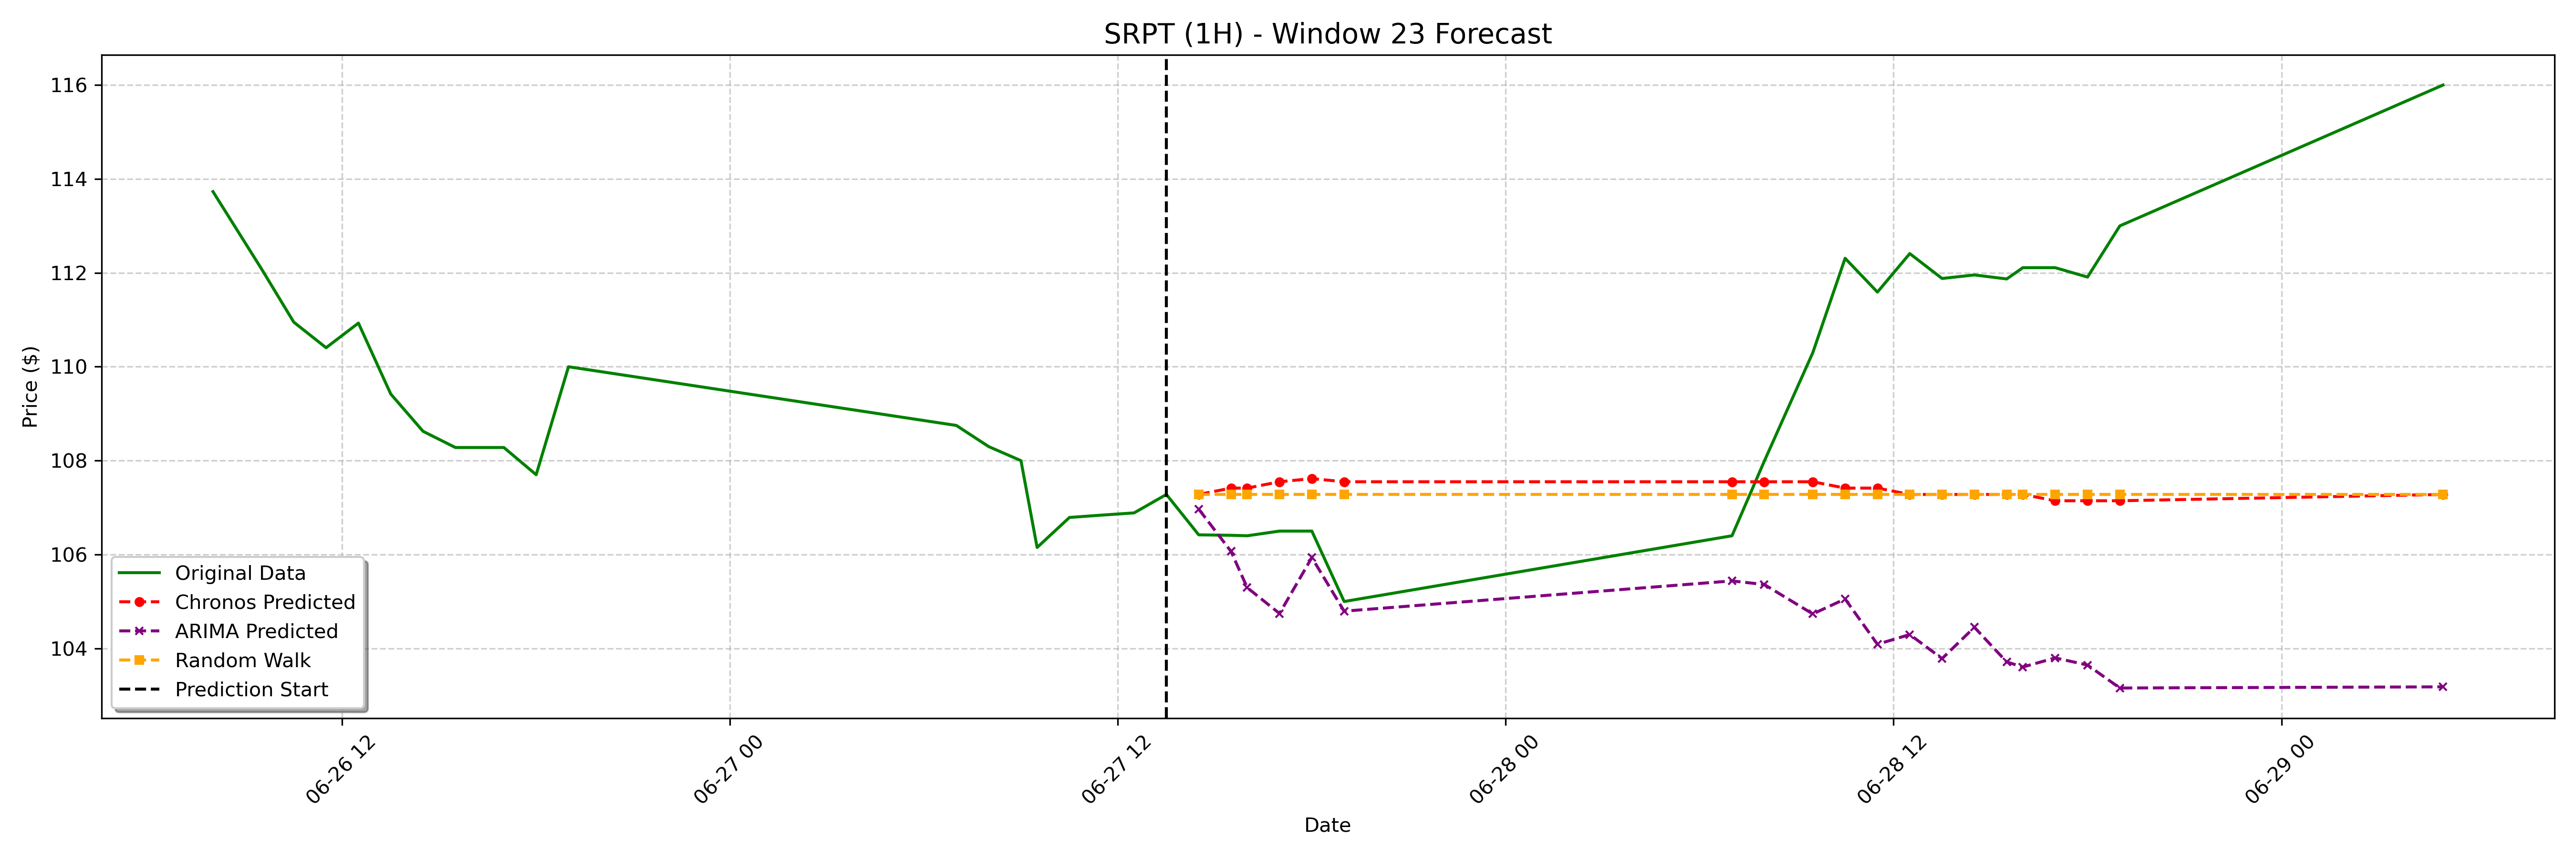 SRPT (1H) - Window 23 Forecast
Price ($)
116
114
112
110
108
106
104
Original Data
Chronos Predicted
ARIMA Predicted
Random Walk
Prediction Start
06-26 12
06-27 00
06-27 12
06-28 00
06-28 12
06-29 00
Date